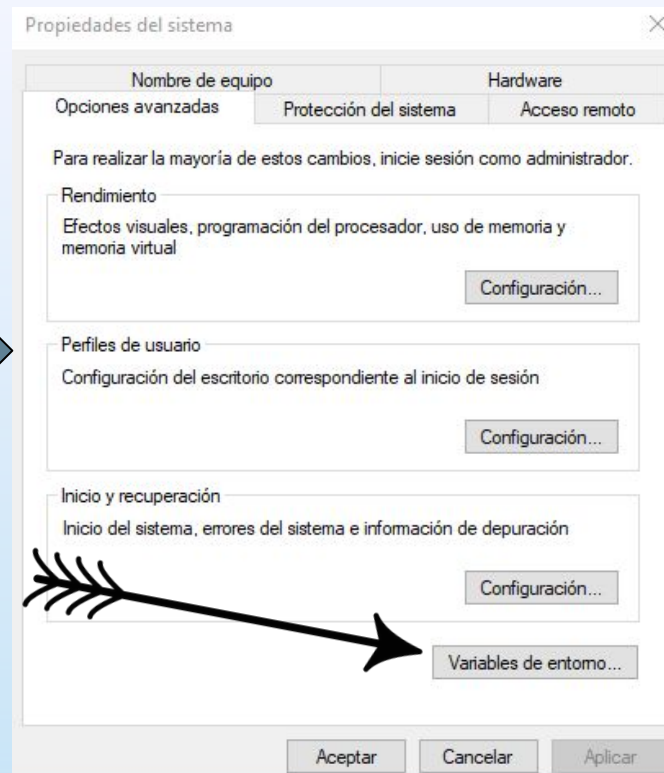 Propiedades del sistema
Nombre de equipo Hardware
Opciones avanzadas Protección del sistema Acceso remoto
Para realizar la mayoría de estos cambios, inicie sesión como administrador.
Rendimiento
Efectos visuales, programación del procesador, uso de memoria y
memoria virtual
Configuración...
Perfiles de usuario
Configuración del escritorio correspondiente al inicio de sesión
Configuración...
Inicio y recuperación
Inicio del sistema, errores del sistema e información de depuración
Configuración...
Variables de entorno...
Aceptar Cancelar Aplicar